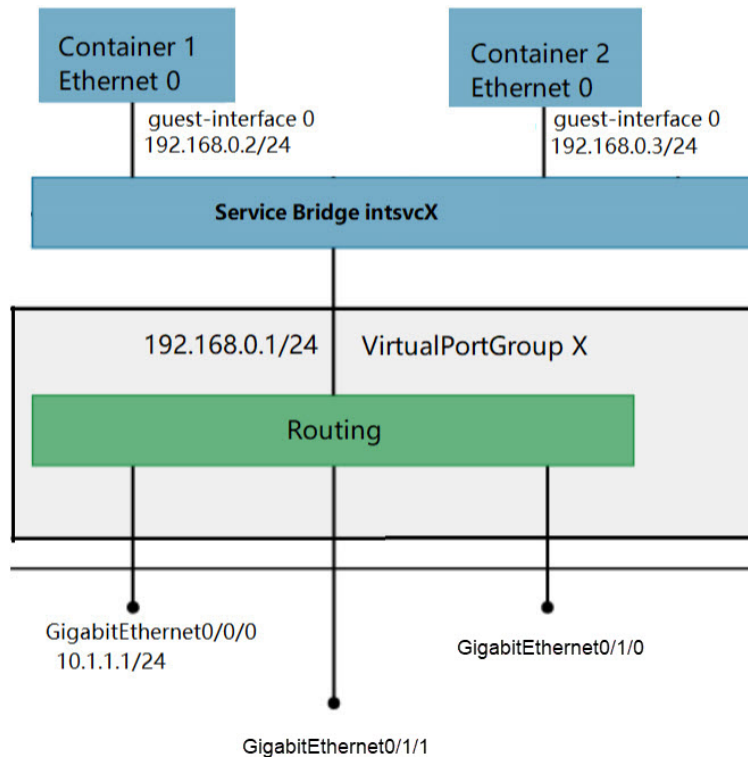 Container 1
Ethernet 0
Container 2
Ethernet 0
guest-interface 0
192.168.0.2/24
guest-interface 0
192.168.0.3/24
Service Bridge intsvcX
192.168.0.1/24
VirtualPortGroup X
Routing
GigabitEthernet0/0/0
10.1.1.1/24
GigabitEthernet0/1/0
GigabitEthernet0/1/1